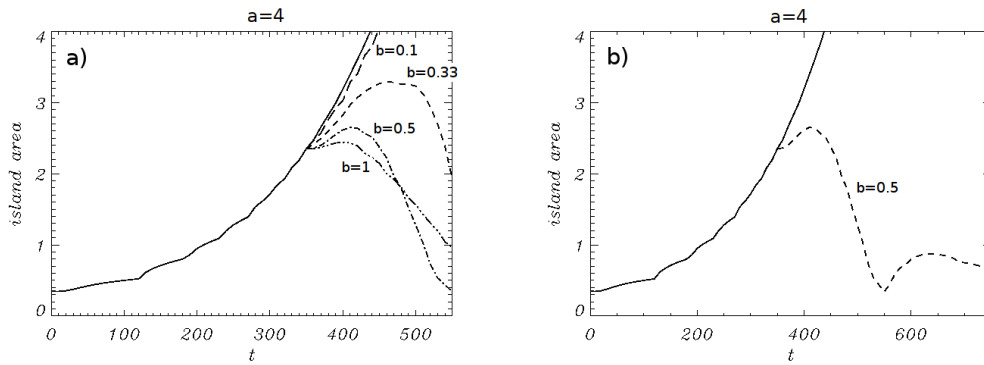 a=4
a)
island area
4
3
2
1
0
b=0.1
b=0.33
b=0.5
b=1
0 100 200 300 400 500
t
a=4
b)
island area
4
3
2
1
0
b=0.5
0 200 400 600
t